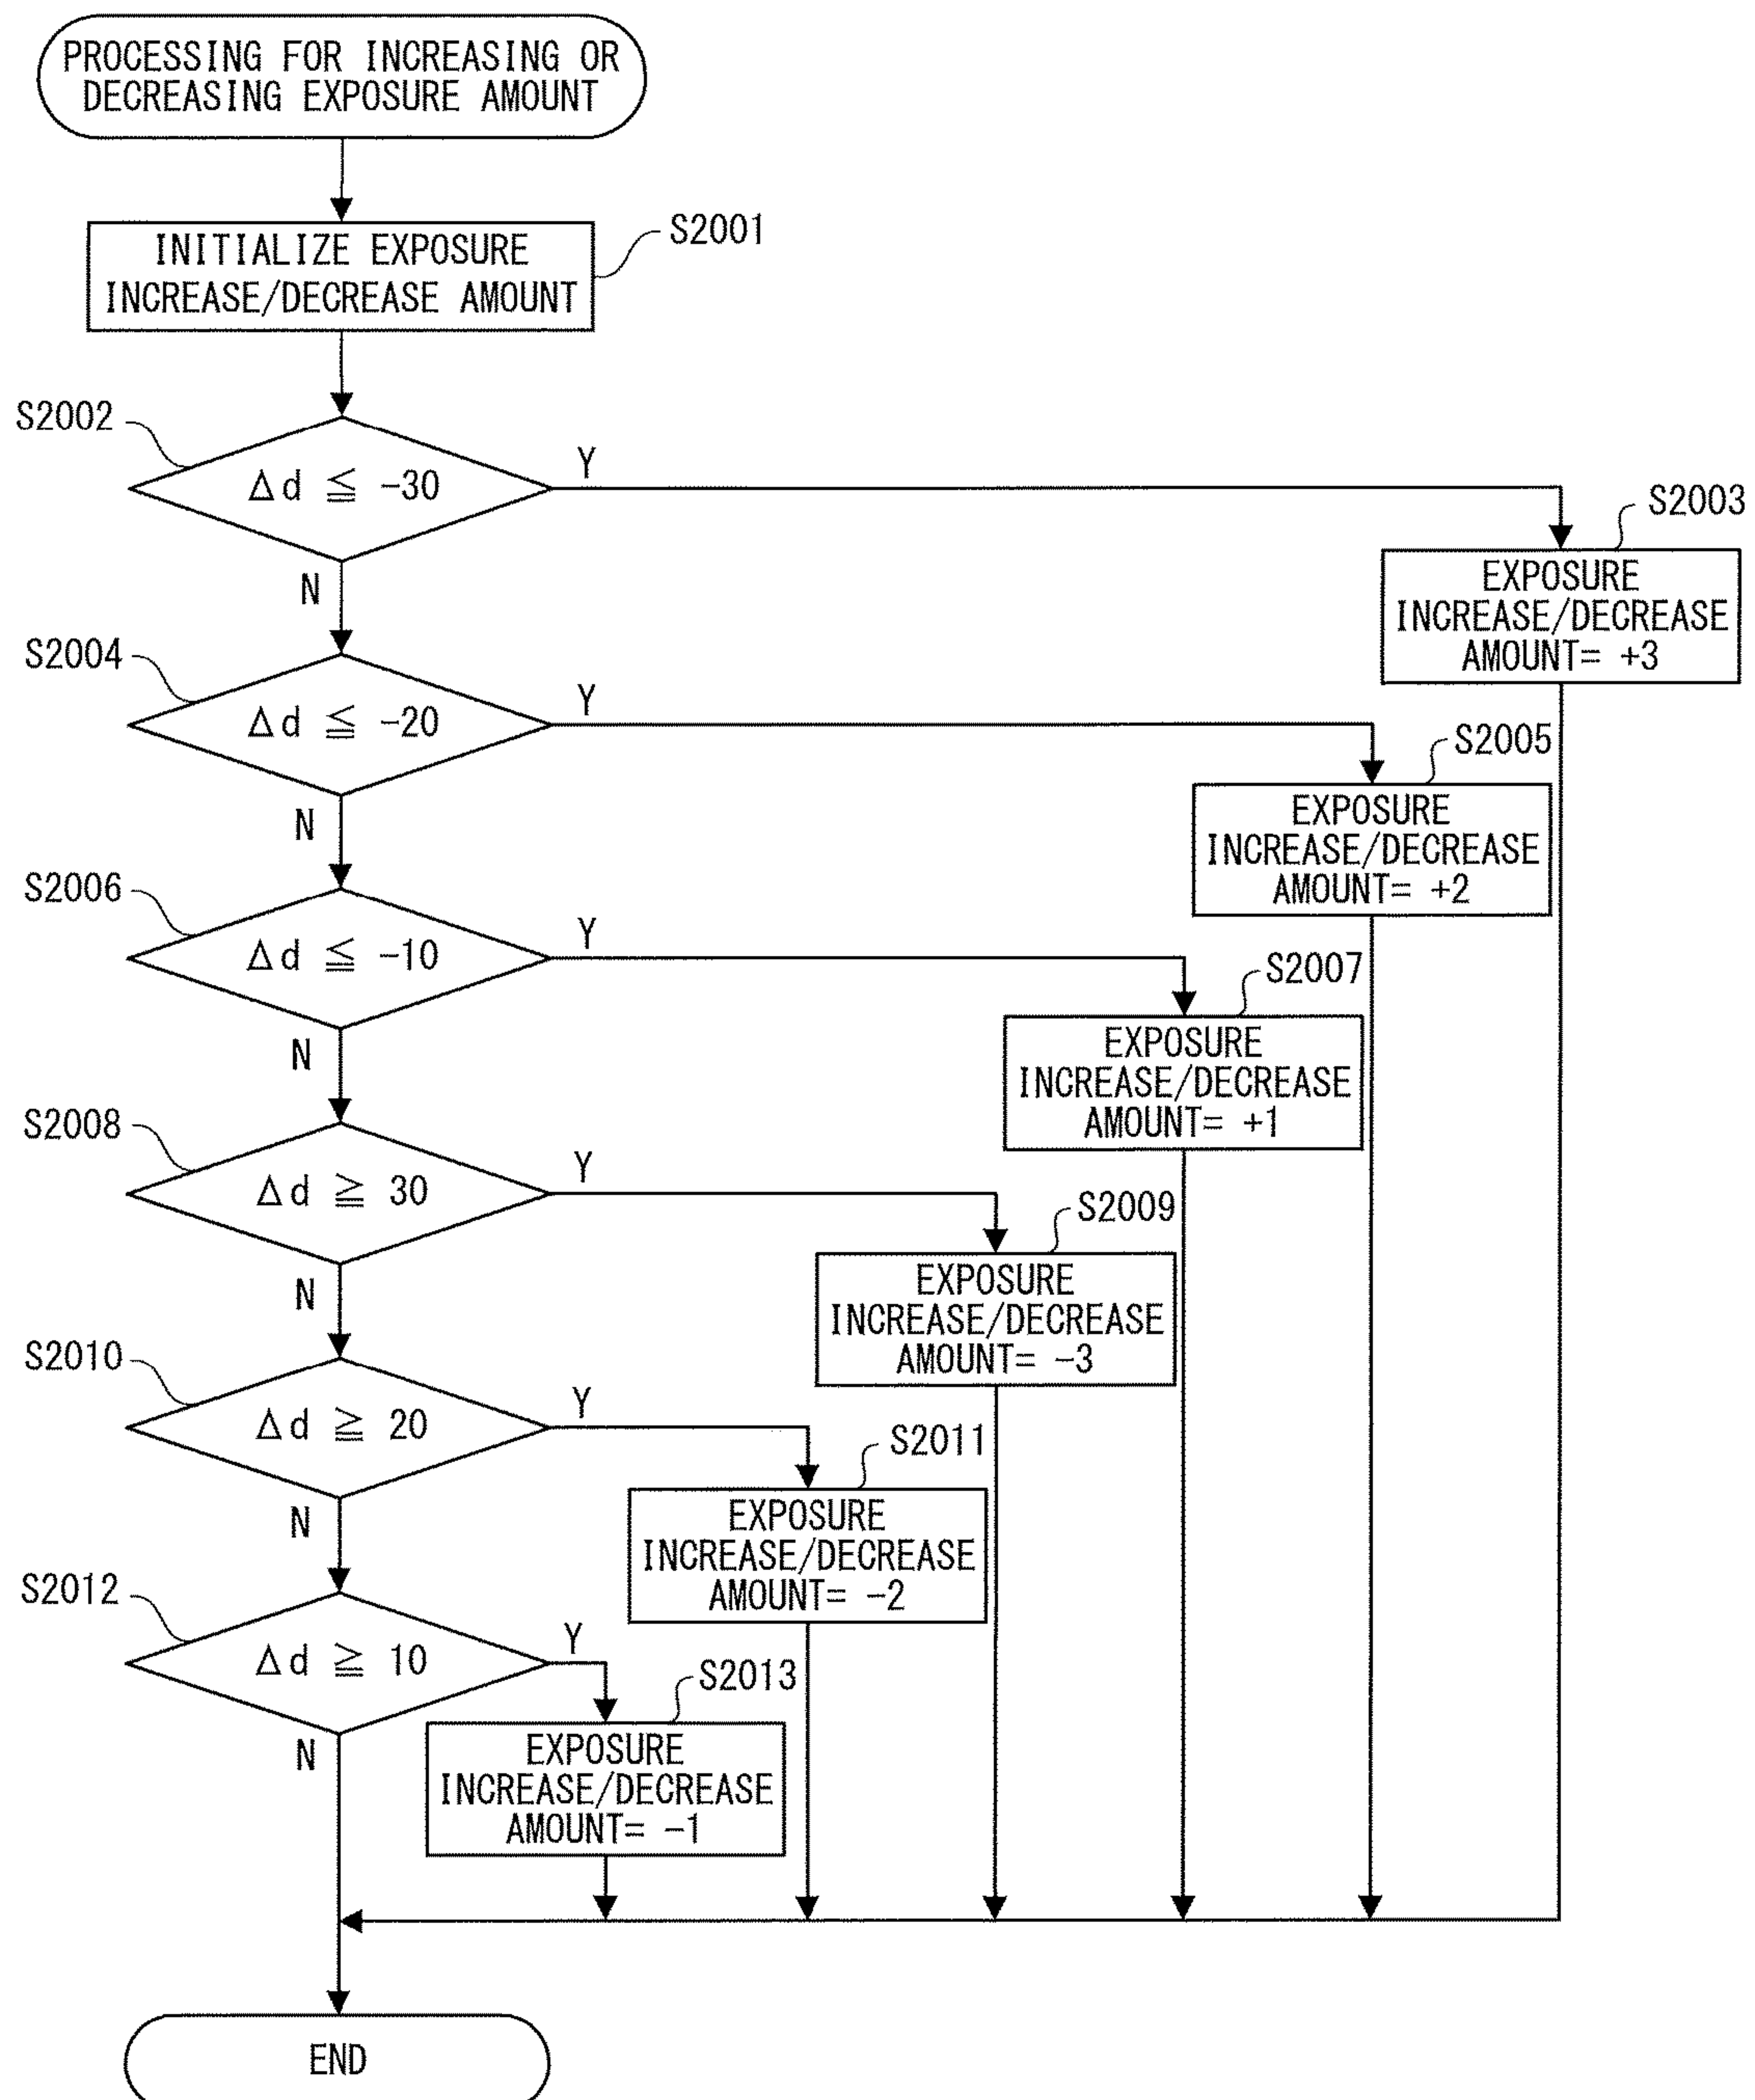 PROCESSING FOR INCREASING OR
DECREASING EXPOSURE AMOUNT
INITIALIZE EXPOSURE
INCREASE/DECREASE AMOUNT
S2001
S2002
Δd ≦ -30
Y
N
S2003
EXPOSURE
INCREASE/DECREASE
AMOUNT= +3
S2004
Δd ≦ -20
Y
N
S2005
EXPOSURE
INCREASE/DECREASE
AMOUNT= +2
S2006
Δd ≦ -10
Y
N
S2007
EXPOSURE
INCREASE/DECREASE
AMOUNT= +1
S2008
Δd ≧ 30
Y
N
S2009
EXPOSURE
INCREASE/DECREASE
AMOUNT= -3
S2010
Δd ≧ 20
Y
N
S2011
EXPOSURE
INCREASE/DECREASE
AMOUNT= -2
S2012
Δd ≧ 10
Y
N
S2013
EXPOSURE
INCREASE/DECREASE
AMOUNT= -1
END